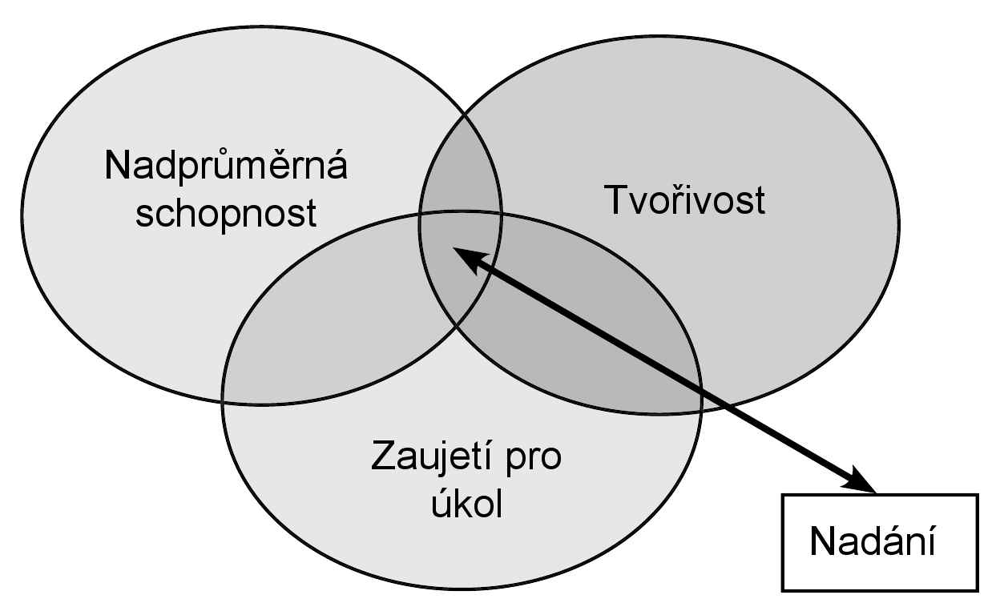 Nadprůměrná
schopnost
Tvořivost
Zaujetí pro
úkol
Nadání